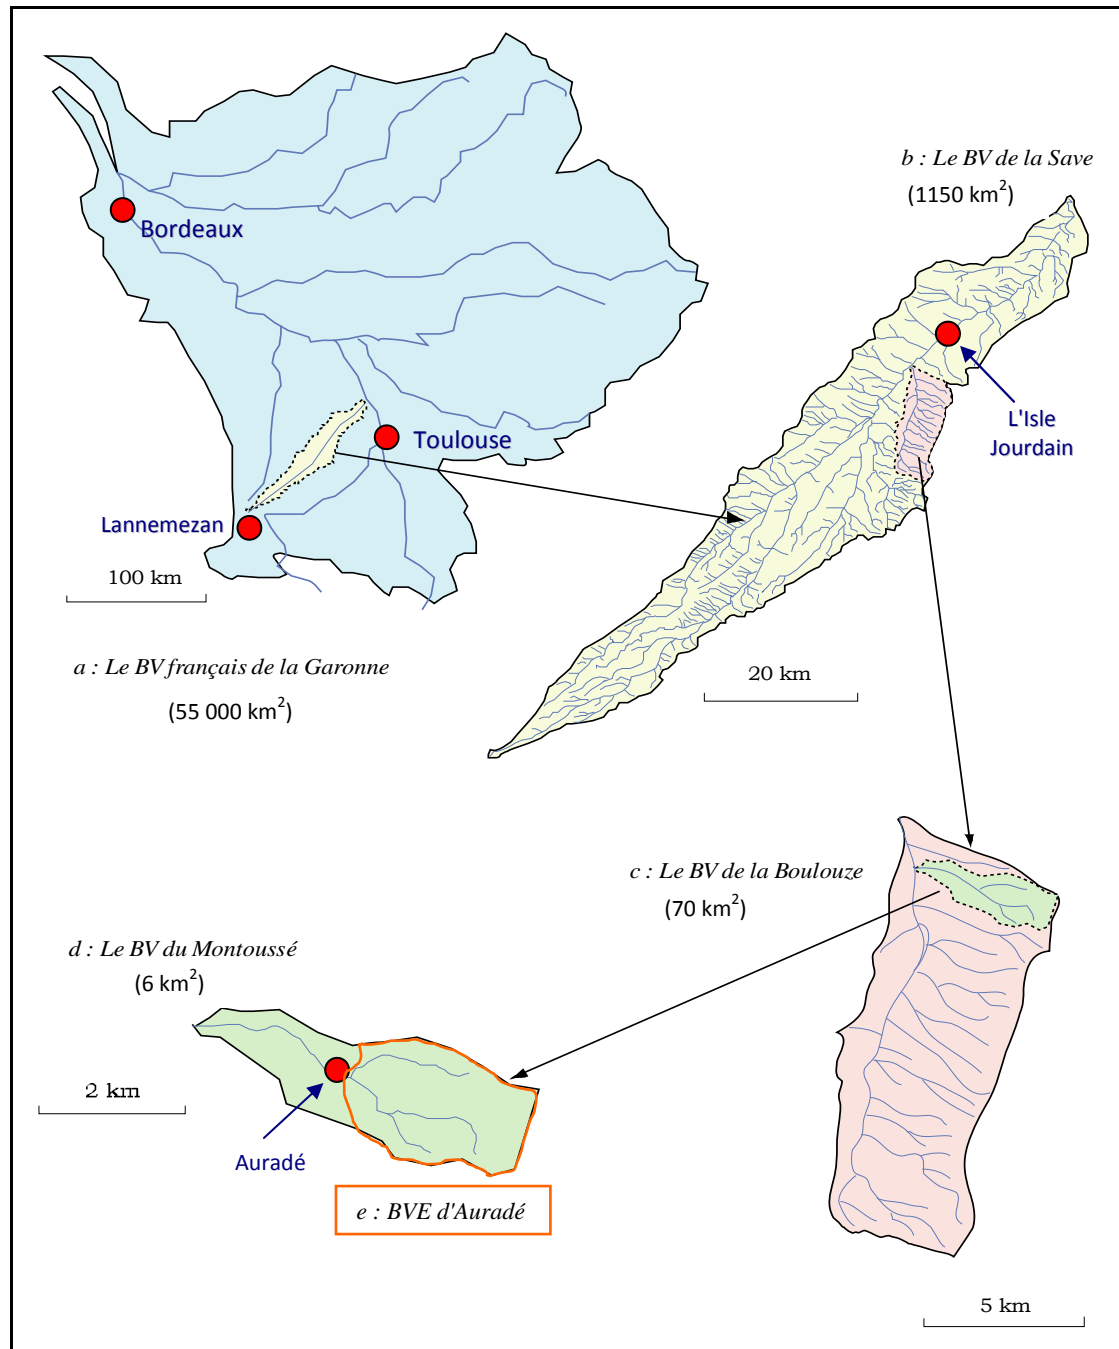 b : Le BV de la Save
(1150 km²)
Bordeaux
L'Isle
Jourdain
Toulouse
Lannemezan
100 km
a : Le BV français de la Garonne
(55 000 km²)
20 km
c : Le BV de la Boulouze
(70 km²)
d : Le BV du Montoussé
(6 km²)
2 km
Auradé
e : BVE d'Auradé
5 km